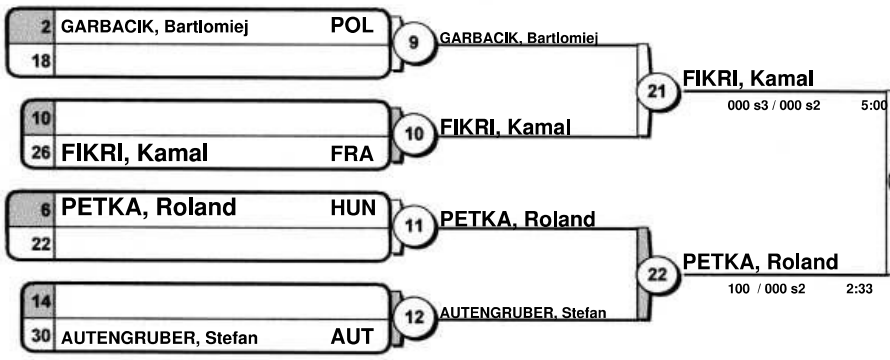 2 GARBACIK, Bartlomiej POL
18
9
GARBACIK, Bartlomiej
10
26 FIKRI, Kamal FRA
10
FIKRI, Kamal
21
FIKRI, Kamal
000 s3 / 000 s2 5:00
6 PETKA, Roland HUN
22
11
PETKA, Roland
14
30 AUTENGRUBER, Stefan AUT
12
AUTENGRUBER, Stefan
22
PETKA, Roland
100 / 000 s2 2:33